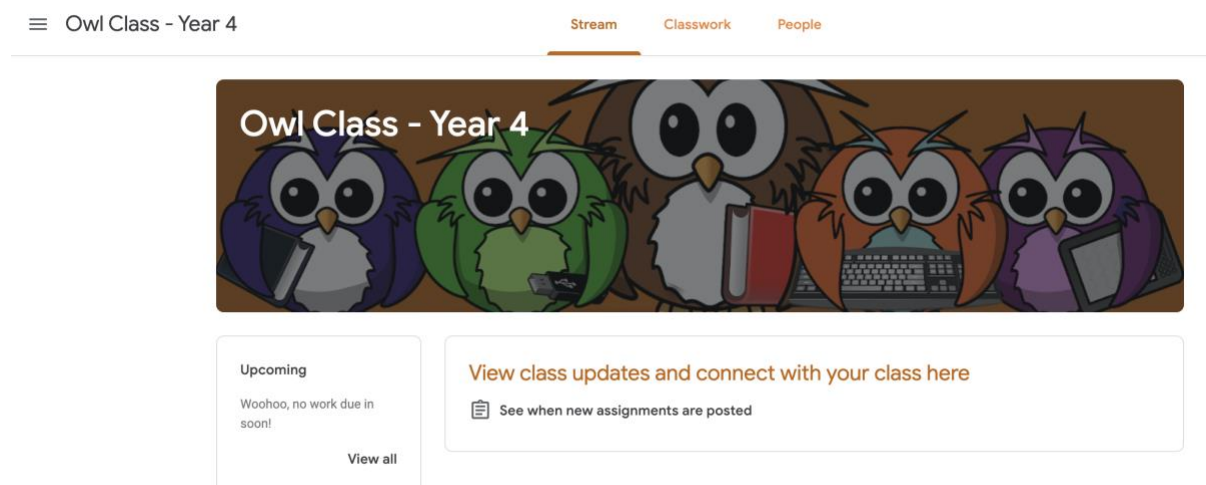 Owl Class - Year 4
Stream
Classwork
People
Owl Class - Year 4
Upcoming
Woohoo, no work due in
soon!
View all
View class updates and connect with your class here
See when new assignments are posted